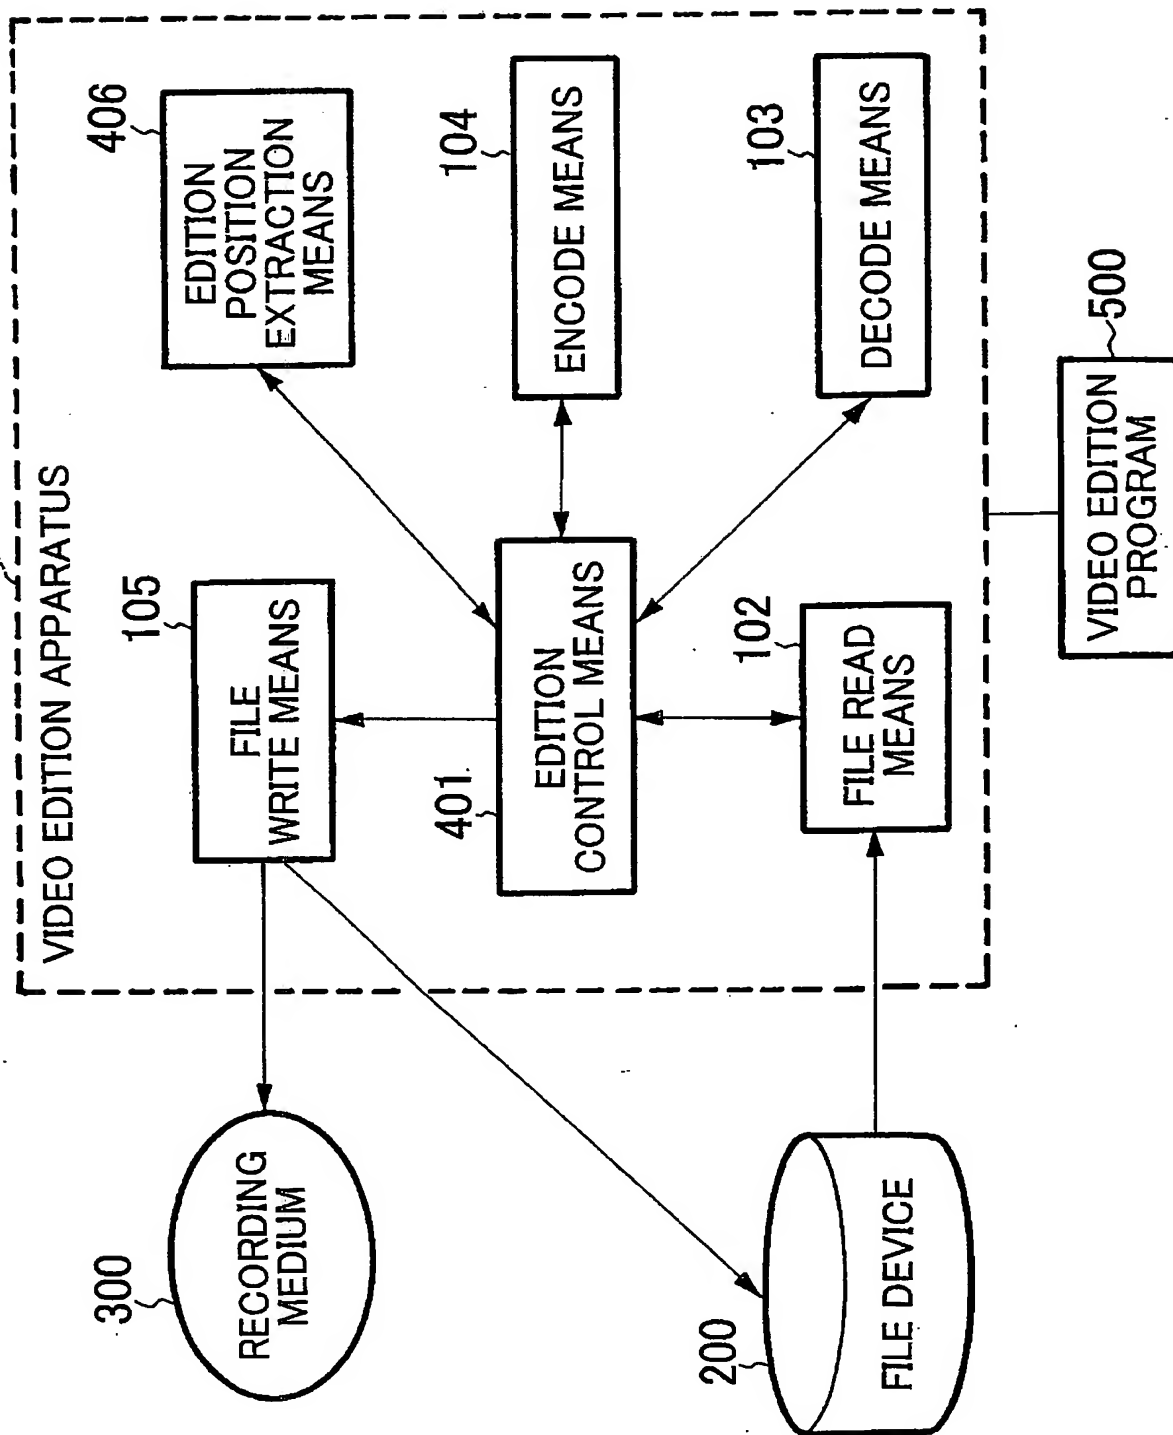 VIDEO EDITION APPARATUS
300
RECORDING
MEDIUM
105
FILE
WRITE MEANS
406
EDITION
POSITION
EXTRACTION
MEANS
401
EDITION
CONTROL MEANS
104
ENCODE MEANS
200
FILE DEVICE
102
FILE READ
MEANS
103
DECODE MEANS
500
VIDEO EDITION
PROGRAM